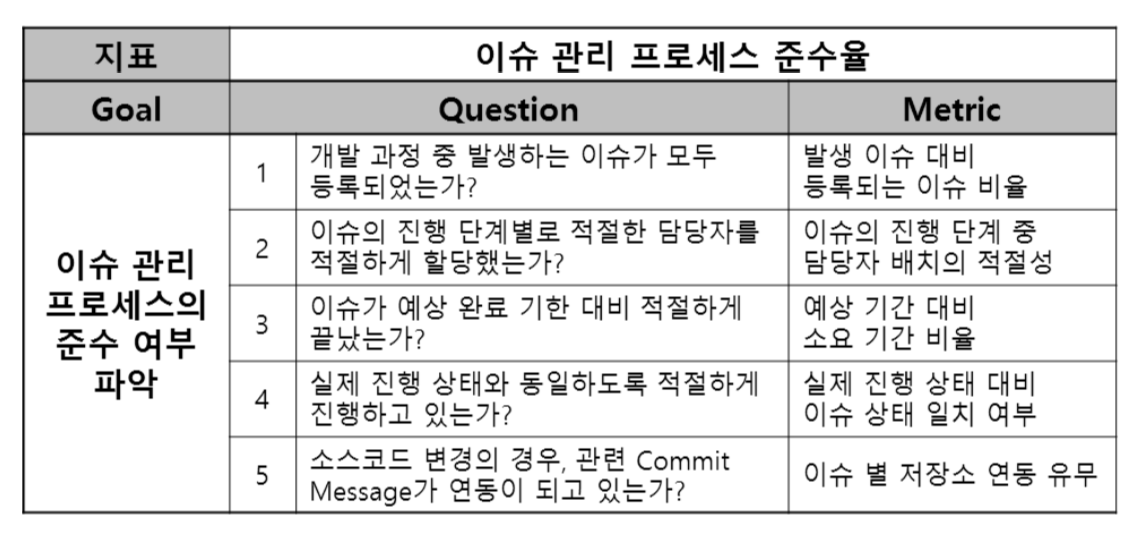 지표
이슈 관리 프로세스 준수율
Goal
Question
Metric
이슈 관리
프로세스의
준수 여부
파악
1
개발 과정 중 발생하는 이슈가 모두
등록되었는가?
발생 이슈 대비
등록되는 이슈 비율
2
이슈의 진행 단계별로 적절한 담당자를
적절하게 할당했는가?
이슈의 진행 단계 중
담당자 배치의 적절성
3
이슈가 예상 완료 기한 대비 적절하게
끝났는가?
예상 기간 대비
소요 기간 비율
4
실제 진행 상태와 동일하도록 적절하게
진행하고 있는가?
실제 진행 상태 대비
이슈 상태 일치 여부
5
소스코드 변경의 경우, 관련 Commit
Message가 연동이 되고 있는가?
이슈 별 저장소 연동 유무